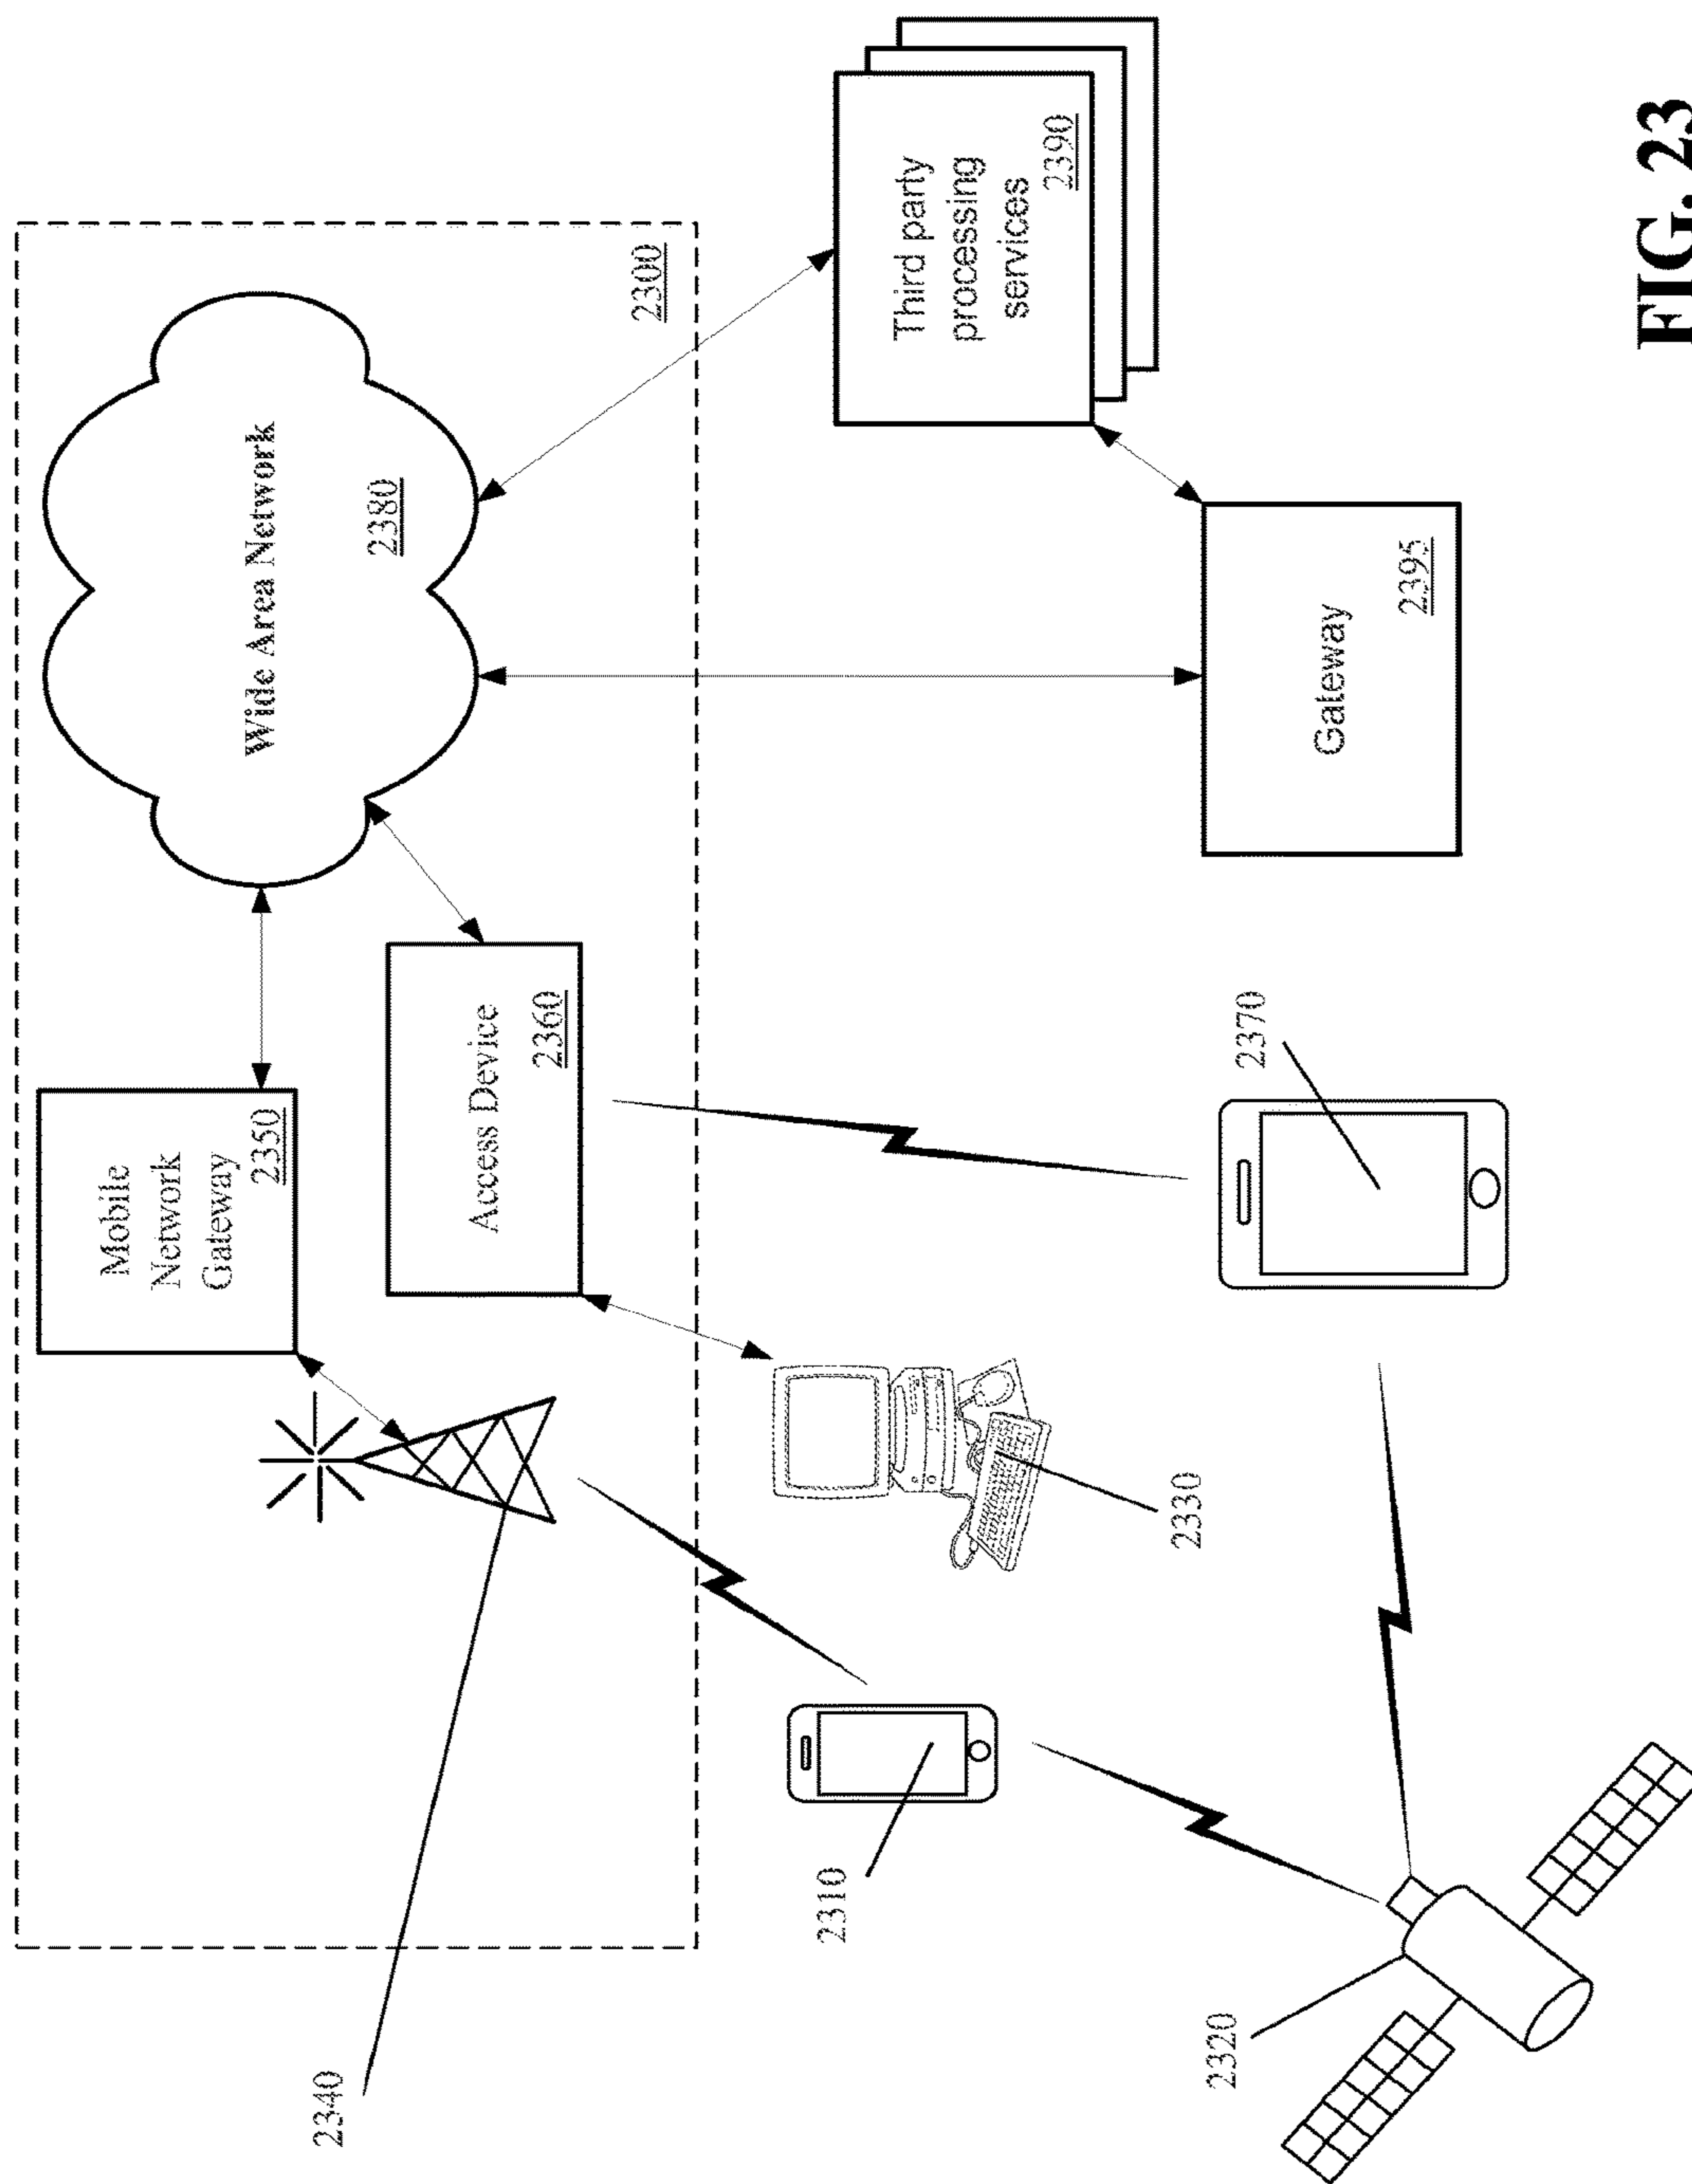 2340
Mobile
Network
Gateway
2350
Wide Area Network
2380
Access Device
2360
2300
2310
2330
Third party
processing
services
2390
2320
2370
Gateway
2395
FIG. 23